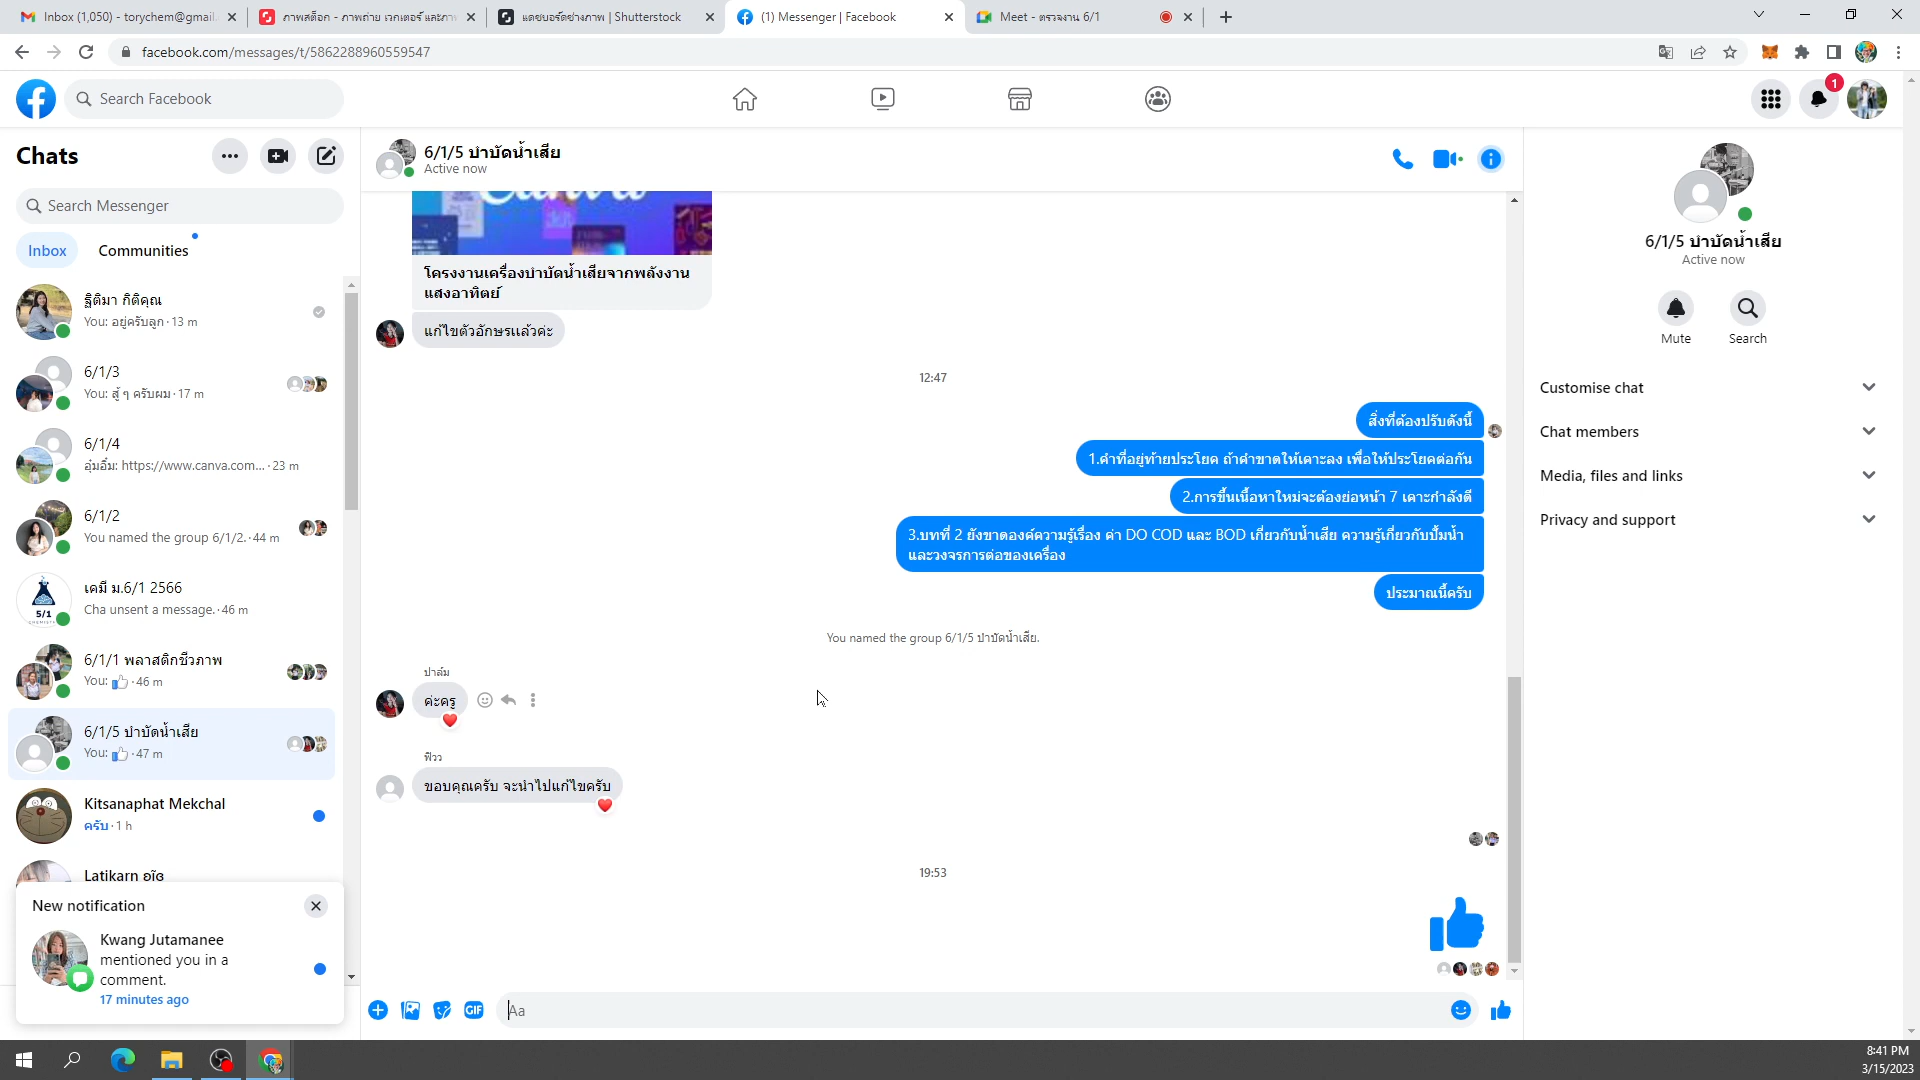 Inbox (1,050) - torychem@gmail.
ภาพสต็อก - ภาพถ่าย เวกเตอร์ และภาพ
แดชบอร์ดช่างภาพ | Shutterstock
(1) Messenger | Facebook
Meet - ตรวจงาน 6/1
facebook.com/messages/t/5862288960559547
Search Facebook
1
Chats
Search Messenger
Inbox
Communities
ฐิติมา กิติคุณ
You: อยู่ครับลูก · 13 m
6/1/3
You: สู้ ๆ ครับผม · 17 m
6/1/4
อุ๋มอิ๋ม: https://www.canva.com... · 23 m
6/1/2
You named the group 6/1/2. · 44 m
5/1
เคมี ม.6/1 2566
Cha unsent a message. · 46 m
6/1/1 พลาสติกชีวภาพ
You: 👍 · 46 m
6/1/5 บำบัดน้ำเสีย
You: 👍 · 47 m
Kitsanaphat Mekchal
ครับ · 1 h
Latikarn
New notification
Kwang Jutamanee
mentioned you in a
comment.
17 minutes ago
6/1/5 บำบัดน้ำเสีย
Active now
Canva
โครงงานเครื่องบำบัดน้ำเสียจากพลังงาน
แสงอาทิตย์
แก้ไขตัวอักษรแล้วค่ะ
12:47
สิ่งที่ต้องปรับดังนี้
1.คำที่อยู่ท้ายประโยค ถ้าคำขาดให้เคาะลง เพื่อให้ประโยคต่อกัน
2.การขึ้นเนื้อหาใหม่จะต้องย่อหน้า 7 เคาะกำลังดี
3.บทที่ 2 ยังขาดองค์ความรู้เรื่อง ค่า DO COD และ BOD เกี่ยวกับน้ำเสีย ความรู้เกี่ยวกับปั๊มน้ำ
และวงจรการต่อของเครื่อง
ประมาณนี้ครับ
You named the group 6/1/5 บำบัดน้ำเสีย.
ปาล์ม
ค่ะครู
ฟิวว
ขอบคุณครับ จะนำไปแก้ไขครับ
19:53
GIF
Aa
6/1/5 บำบัดน้ำเสีย
Active now
Mute
Search
Customise chat
Chat members
Media, files and links
Privacy and support
8:41 PM
3/15/2023